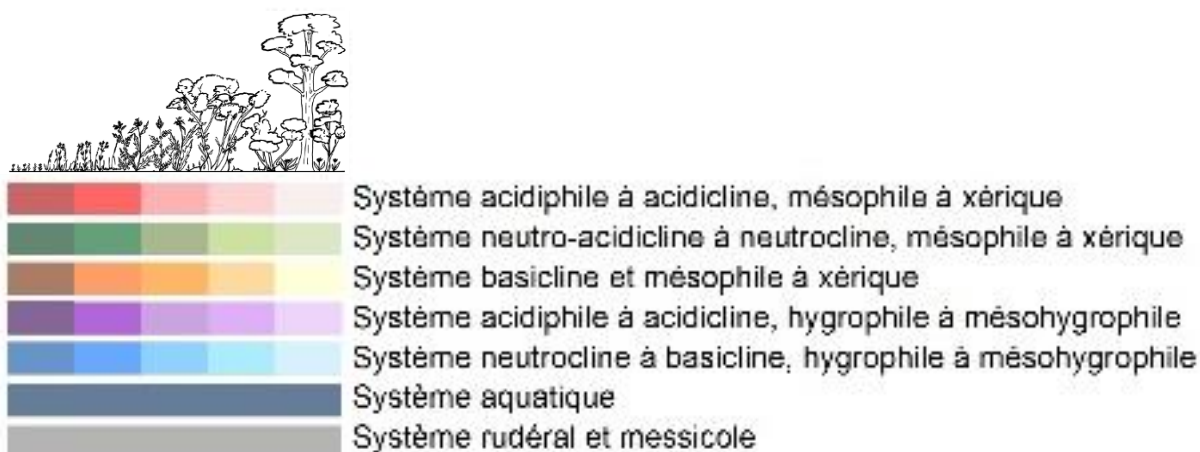 Système acidiphile à acidicline, mésophile à xérique
Système neutro-acidicline à neutrocline, mésophile à xérique
Système basicline et mésophile à xérique
Système acidiphile à acidicline, hygrophile à mésohygrophile
Système neutrocline à basicline, hygrophile à mésohygrophile
Système aquatique
Système rudéral et messicole